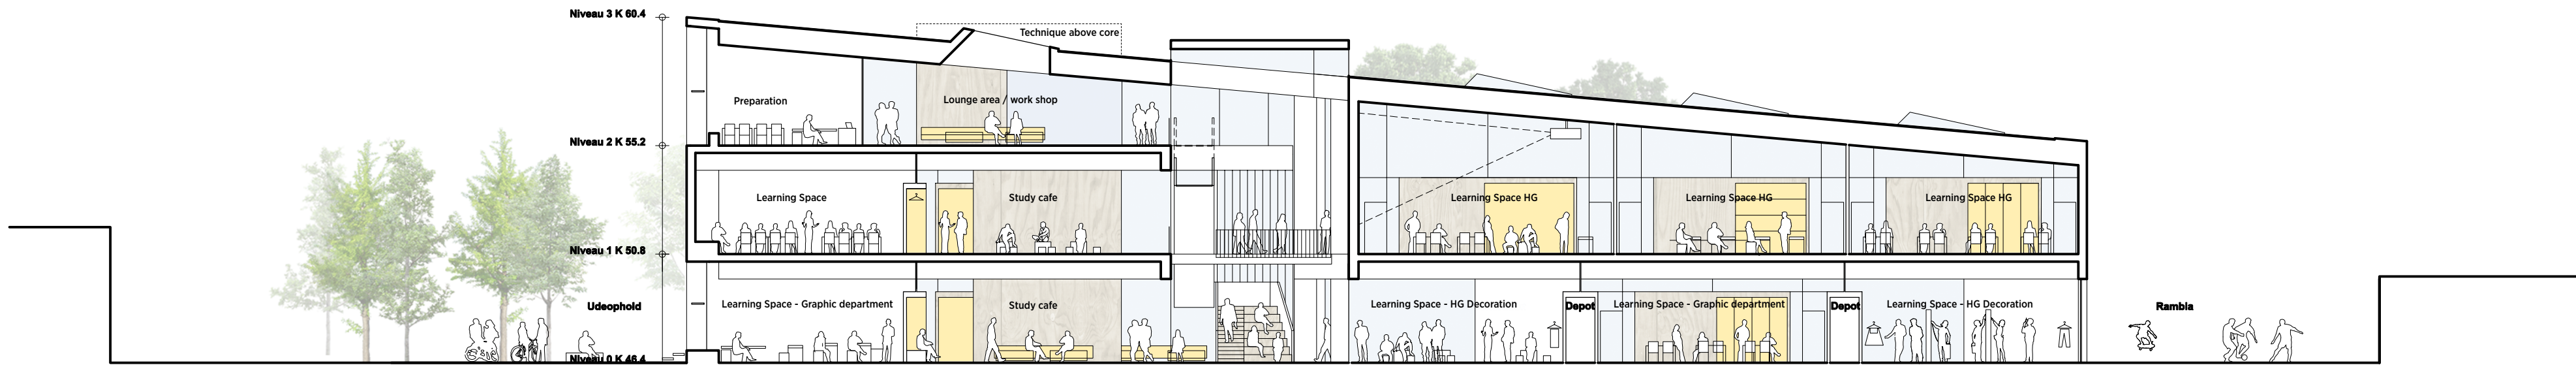 Niveau 3 K 60.4
Technique above core
Preparation
Lounge area / work shop
Niveau 2 K 55.2
Learning Space
Study cafe
Learning Space HG
Learning Space HG
Learning Space HG
Niveau 1 K 50.8
Udeophold
Learning Space - Graphic department
Study cafe
Learning Space - HG Decoration
Depot
Learning Space - Graphic department
Depot
Learning Space - HG Decoration
Rambla
Niveau 0 K 46.4